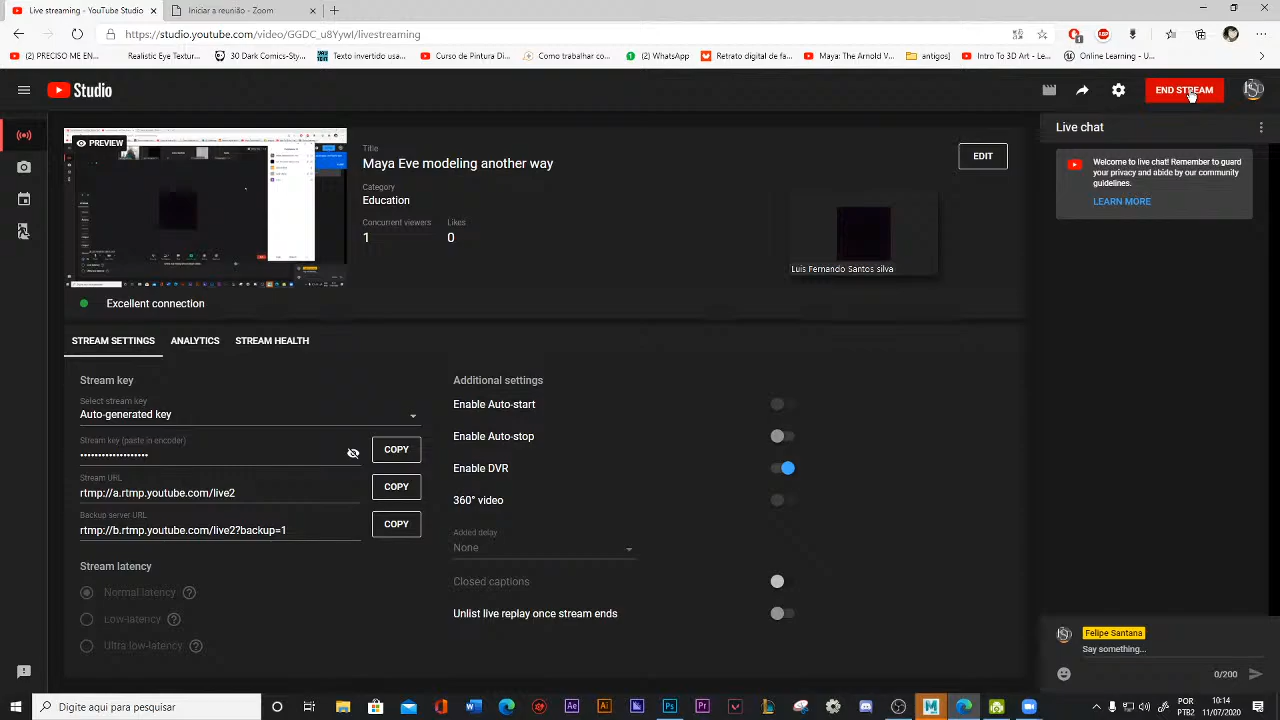 Live streaming - YouTube Studio
Iniciar a reunião - Zoom
https://studio.youtube.com/video/GGDC_u8YywI/livestreaming
(2) PRECISO ME EN...
Realistic Eye Textur...
30 Dark Comics-Sty...
Texto invertido usa...
Curso de Pintura Di...
Como trabalhar co...
(2) WhatsApp
Retrato digital de fa...
Maya: The Arnold V...
antigos)
Intro To 3D Art - Le...
Online Learning - U...
Studio
END STREAM
PREVIEW
Title
Maya Eve modeling another way
Category
Education
Concurrent viewers
Likes
1
0
EDIT
Luis Fernando Santos silva
Welcome
remember to guard
your privacy and
our community
guidelines.
LEARN MORE
Excellent connection
STREAM SETTINGS
ANALYTICS
STREAM HEALTH
Stream key
Select stream key
Auto-generated key
Stream key (paste in encoder)
COPY
Stream URL
rtmp://a.rtmp.youtube.com/live2
COPY
Backup server URL
rtmp://b.rtmp.youtube.com/live2?backup=1
COPY
Stream latency
Normal latency
Low-latency
Ultra low-latency
Additional settings
Enable Auto-start
Enable Auto-stop
Enable DVR
360° video
Added delay
None
Closed captions
Unlist live replay once stream ends
Felipe Santana
Say something...
0/200
Digite aqui para pesquisar
POR
PTB2
10:14
11/07/2020